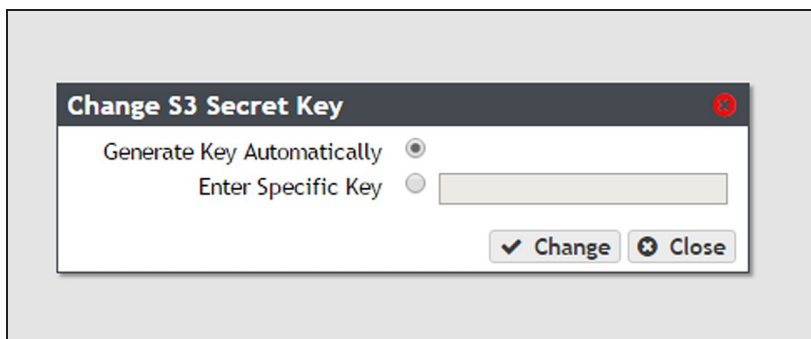 Change S3 Secret Key
Generate Key Automatically
Enter Specific Key
Change Close